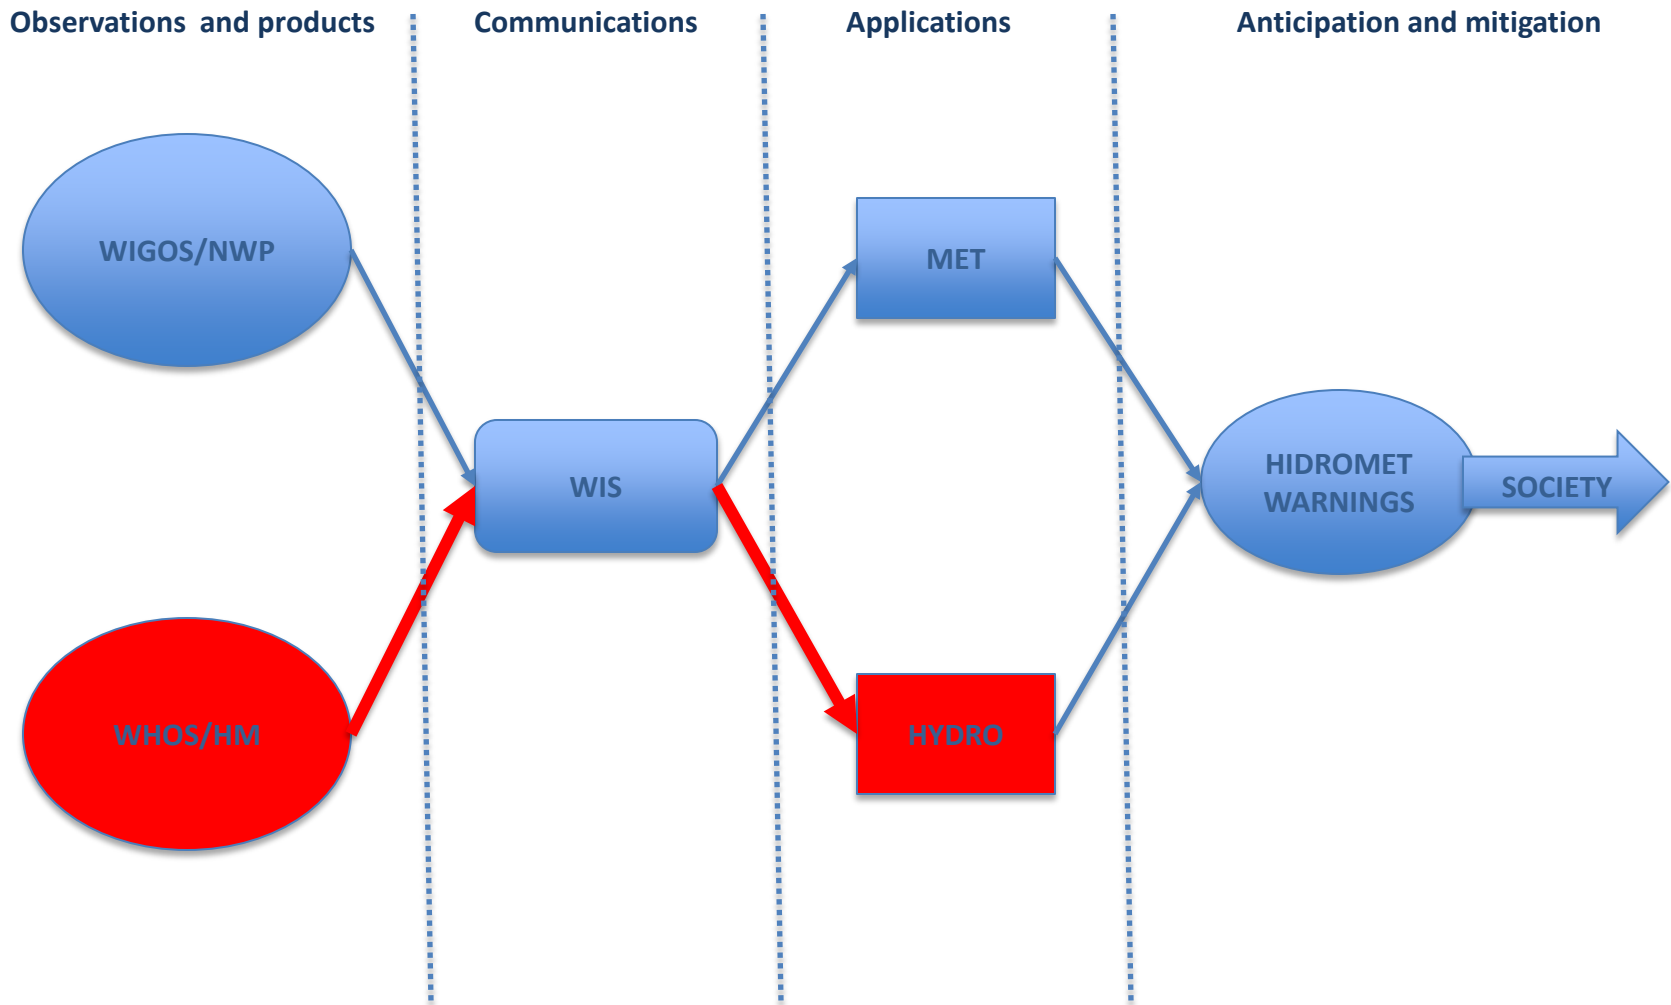 Observations and products
Communications
Applications
Anticipation and mitigation
WIGOS/NWP
MET
WIS
HIDROMET
WARNINGS
SOCIETY
WHOS/HM
HYDRO